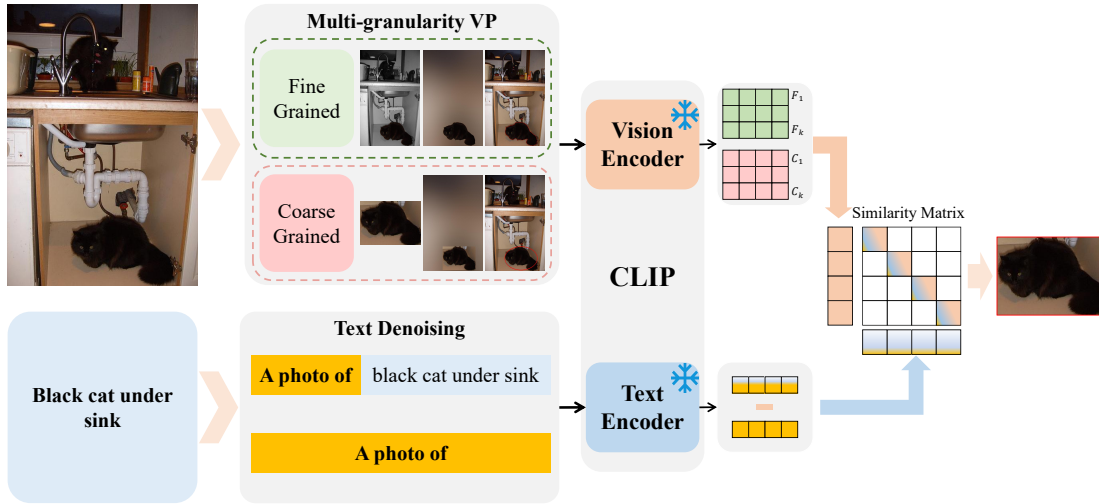 Multi-granularity VP
Fine
Grained
Coarse
Grained
Vision
Encoder
F₁
Fₖ
C₁
Cₖ
Similarity Matrix
CLIP
Black cat under
sink
Text Denoising
A photo of black cat under sink
A photo of
Text
Encoder